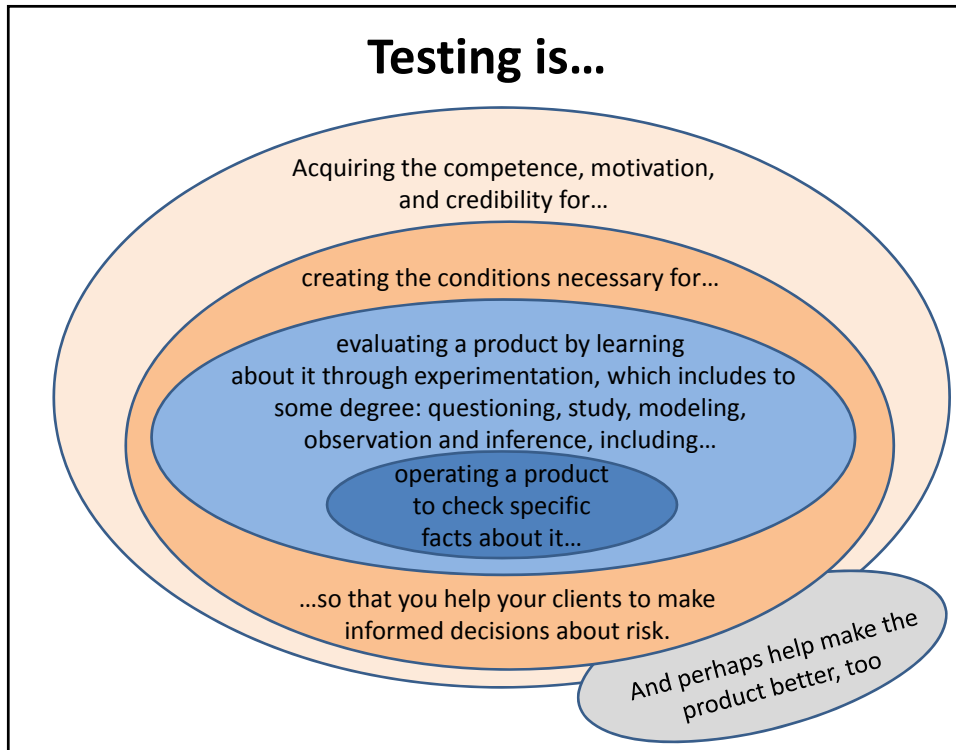 Testing is…
Acquiring the competence, motivation,
and credibility for…
creating the conditions necessary for…
evaluating a product by learning
about it through experimentation, which includes to
some degree: questioning, study, modeling,
observation and inference, including…
operating a product
to check specific
facts about it…
…so that you help your clients to make
informed decisions about risk.
And perhaps help make the
product better, too